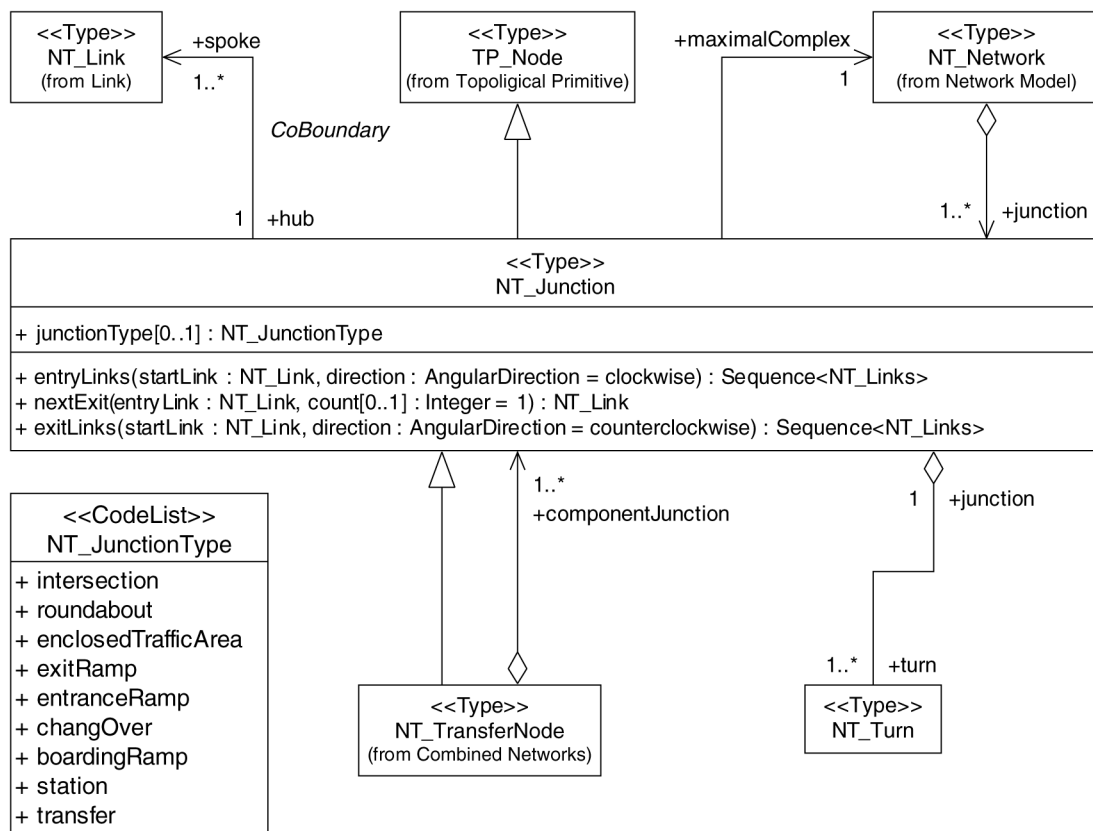 <<Type>>
NT_Link
(from Link)
+spoke
1..*
CoBoundary
1
+hub
<<Type>>
TP_Node
(from Topoligical Primitive)
+maximalComplex
1
<<Type>>
NT_Network
(from Network Model)
1..*
+junction
<<Type>>
NT_Junction
+ junctionType[0..1] : NT_JunctionType
+ entryLinks(startLink : NT_Link, direction : AngularDirection = clockwise) : Sequence<NT_Links>
+ nextExit(entryLink : NT_Link, count[0..1] : Integer = 1) : NT_Link
+ exitLinks(startLink : NT_Link, direction : AngularDirection = counterclockwise) : Sequence<NT_Links>
<<CodeList>>
NT_JunctionType
+ intersection
+ roundabout
+ enclosedTrafficArea
+ exitRamp
+ entranceRamp
+ changOver
+ boardingRamp
+ station
+ transfer
1..*
+componentJunction
<<Type>>
NT_TransferNode
(from Combined Networks)
1
+junction
1..*
+turn
<<Type>>
NT_Turn